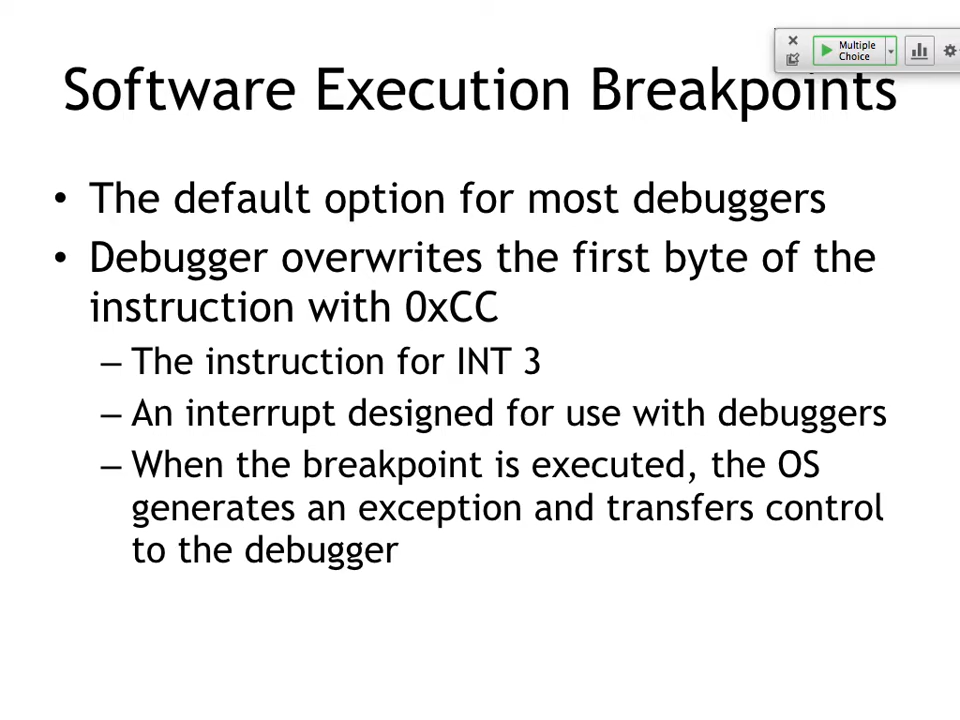 Multiple
Choice
Software Execution Breakpoints
• The default option for most debuggers
• Debugger overwrites the first byte of the
instruction with 0xCC
– The instruction for INT 3
– An interrupt designed for use with debuggers
– When the breakpoint is executed, the OS
generates an exception and transfers control
to the debugger